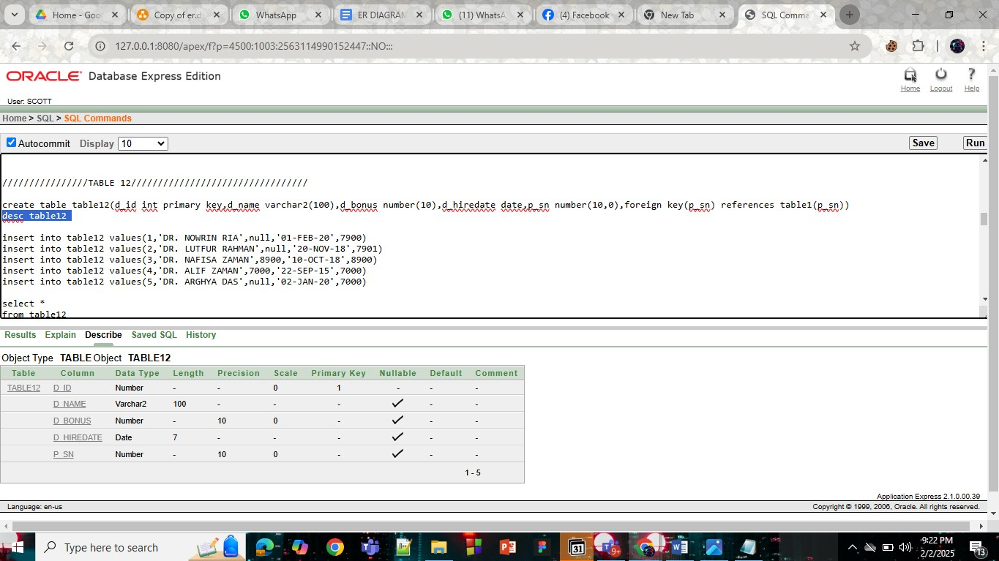 Home - Goo
Copy of er.d
WhatsApp
ER DIAGRAM
(11) WhatsA
(4) Facebook
New Tab
SQL Comma
127.0.0.1:8080/apex/f?p=4500:1003:2563114990152447::NO:::
ORACLE Database Express Edition
Home Logout Help
User: SCOTT
Home > SQL > SQL Commands
Autocommit Display 10 Save Run
////////////////TABLE 12/////////////////////////////////
create table table12(d_id int primary key,d_name varchar2(100),d_bonus number(10),d_hiredate date,p_sn number(10,0),foreign key(p_sn) references table1(p_sn))
desc table12
insert into table12 values(1,'DR. NOWRIN RIA',null,'01-FEB-20',7900)
insert into table12 values(2,'DR. LUTFUR RAHMAN',null,'20-NOV-18',7901)
insert into table12 values(3,'DR. NAFISA ZAMAN',8900,'10-OCT-18',8900)
insert into table12 values(4,'DR. ALIF ZAMAN',7000,'22-SEP-15',7000)
insert into table12 values(5,'DR. ARGHYA DAS',null,'02-JAN-20',7000)
select *
from table12
Results Explain Describe Saved SQL History
Object Type TABLE Object TABLE12
Table Column Data Type Length Precision Scale Primary Key Nullable Default Comment
TABLE12 D_ID Number - - 0 1 - - -
D_NAME Varchar2 100 - - - ✓ - -
D_BONUS Number - 10 0 - ✓ - -
D_HIREDATE Date 7 - - - ✓ - -
P_SN Number - 10 0 - ✓ - -
1 - 5
Application Express 2.1.0.00.39
Language: en-us Copyright © 1999, 2006, Oracle. All rights reserved.
Type here to search
31
9+
9:22 PM
2/2/2025
13